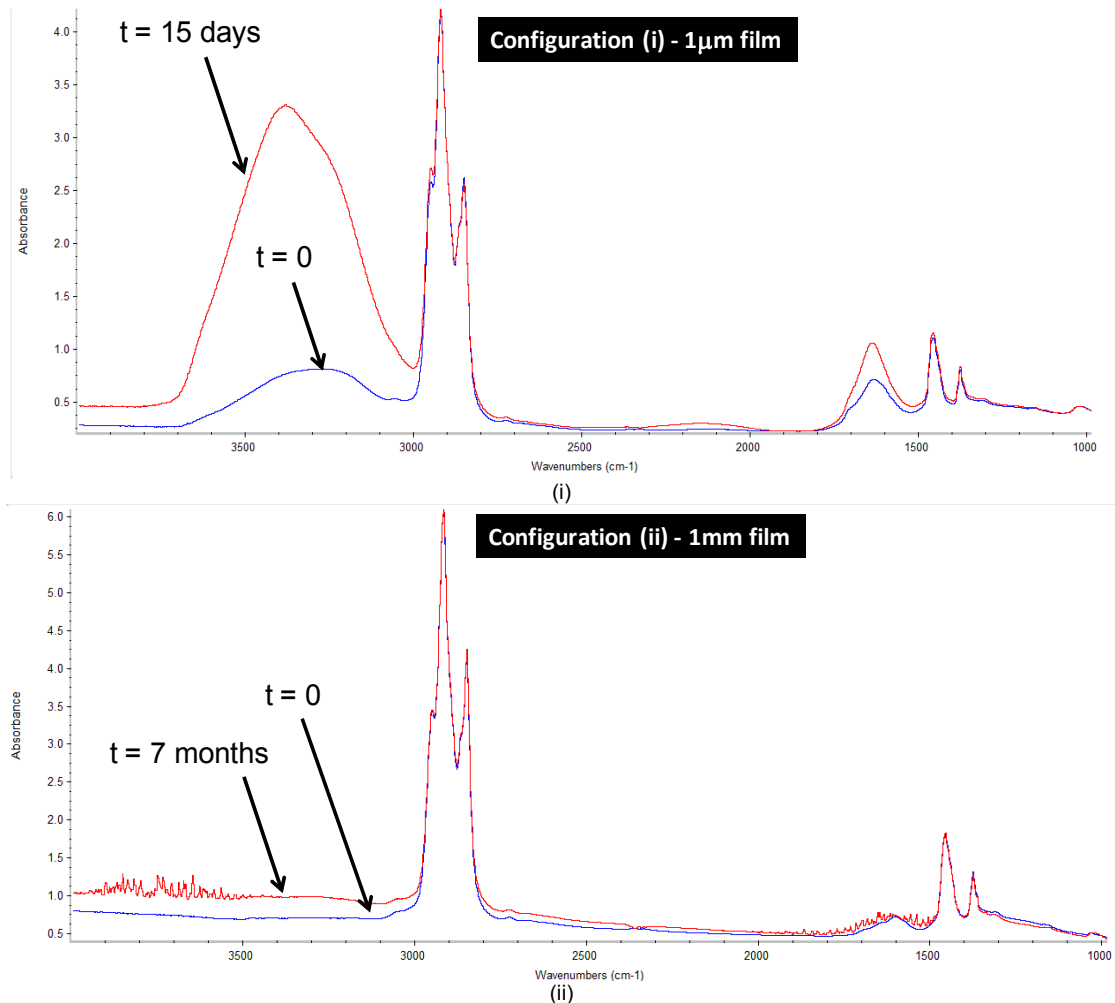 t = 15 days
Configuration (i) - 1μm film
t = 0
4.0
3.5
3.0
2.5
2.0
1.5
1.0
0.5
Absorbance
3500
3000
2500
2000
1500
1000
Wavenumbers (cm-1)
(i)
Configuration (ii) - 1mm film
t = 0
t = 7 months
6.0
5.5
5.0
4.5
4.0
3.5
3.0
2.5
2.0
1.5
1.0
0.5
Absorbance
3500
3000
2500
2000
1500
1000
Wavenumbers (cm-1)
(ii)